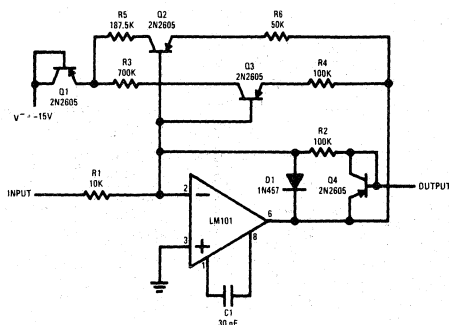 R5
187.5K
Q2
2N2605
R6
50K
R3
700K
Q3
2N2605
R4
100K
Q1
2N2605
V− = −15V
R2
100K
R1
10K
INPUT
D1
1N457
Q4
2N2605
OUTPUT
2
LM101
6
3
8
1
C1
30 pF